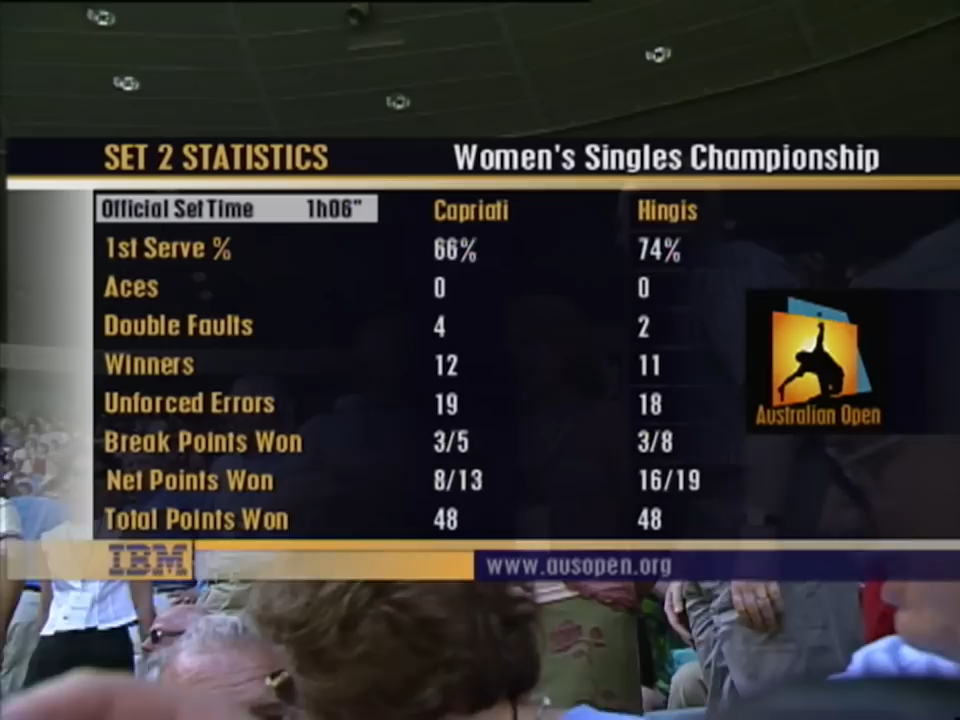 SET 2 STATISTICS Women's Singles Championship
Official Set Time 1h06" Capriati Hingis
1st Serve % 66% 74%
Aces 0 0
Double Faults 4 2
Winners 12 11
Unforced Errors 19 18
Break Points Won 3/5 3/8
Net Points Won 8/13 16/19
Total Points Won 48 48
Australian Open
IBM www.ausopen.org